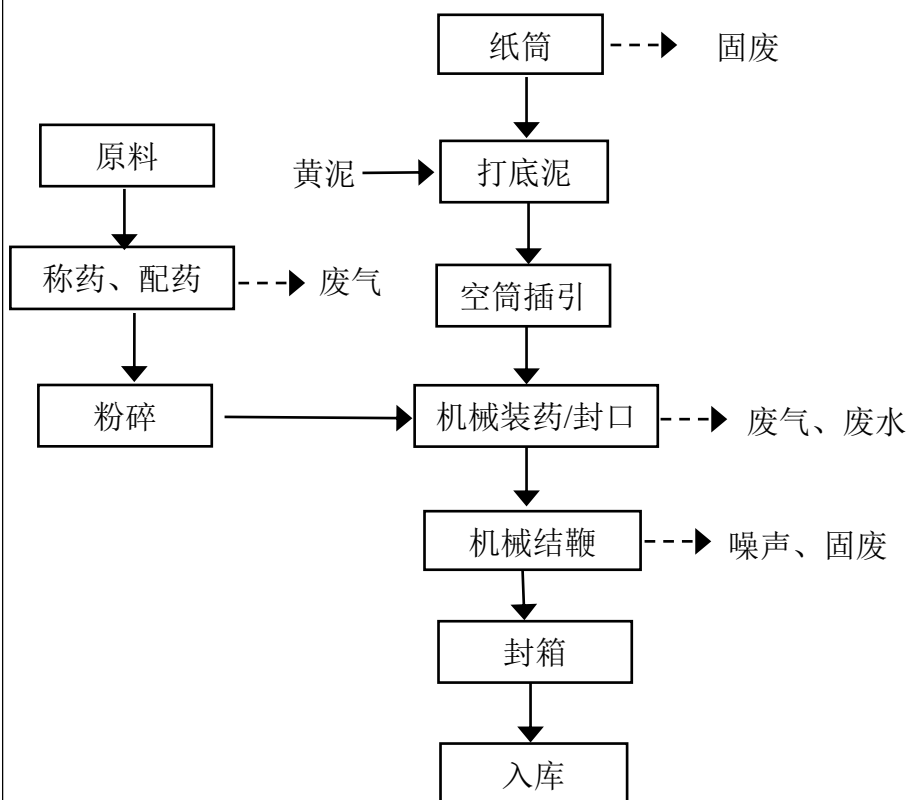 纸筒
固废
原料
黄泥
打底泥
称药、配药
废气
空筒插引
粉碎
机械装药/封口
废气、废水
机械结鞭
噪声、固废
封箱
入库